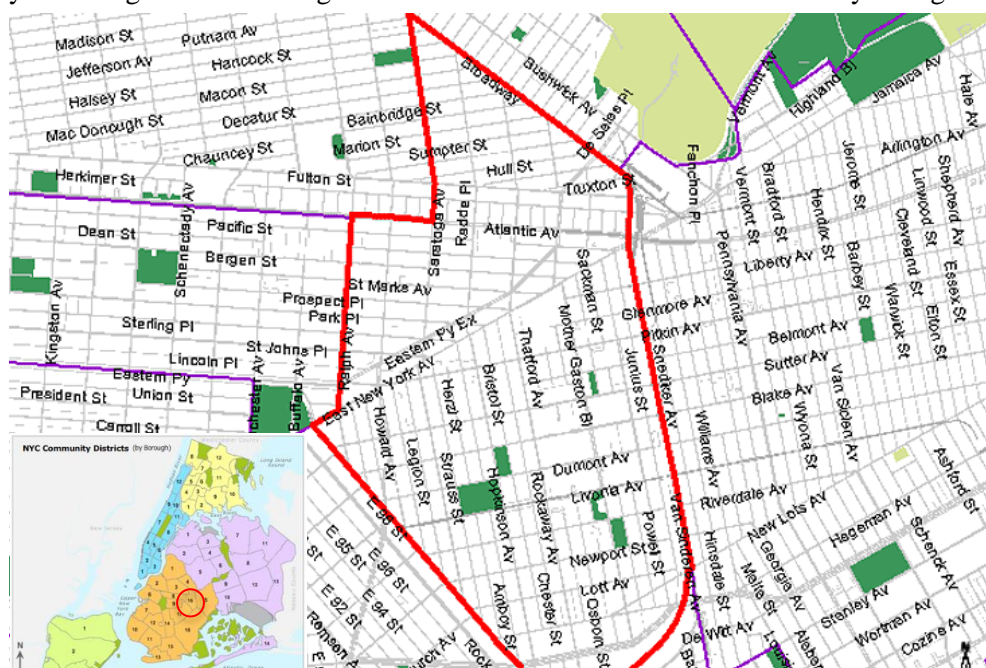 Madison St
Putnam Av
Jefferson Av
Hancock St
Halsey St
Macon St
Mac Donough St
Decatur St
Bainbridge St
Chauncey St
Marion St
Sumpter St
Herkimer St
Fulton St
Hull St
Truxton St
Broadway
Bushwick Av
De Sales Pl
Vermont Av
Highland Bl
Jamaica Av
Hale Av
Arlington Av
Schenectady Av
Dean St
Pacific St
Bergen St
Saratoga Av
Radde Pl
Atlantic Av
Fanchon Pl
Vermont St
Bradford St
Hendrix St
Jerome St
Linwood St
Shepherd Av
Cleveland St
Essex St
Barbey St
Warwick St
Elton St
Liberty Av
Pennsylvania Av
Sackman St
Kingston Av
St Marks Av
Prospect Pl
Park Pl
Sterling Pl
St Johns Pl
Lincoln Pl
Eastern Py
Union St
President St
Carroll St
chester Av
Buffalo Av
Ralph Av
Eastern Py Ex
East New York Av
Glenmore Av
Pitkin Av
Belmont Av
Sutter Av
Blake Av
Mother Gaston Bl
Thatford Av
Junius St
Snediker Av
Van Siclen Av
Wyona St
Williams Av
Howard Av
Herzl St
Bristol St
Legion St
Strauss St
Hopkinson Av
Rockaway Av
Dumont Av
Livonia Av
Riverdale Av
New Lots Av
Hegeman Av
Ashford St
Schenck Av
Newport St
Powell St
Van Sinderen Av
Hinsdale St
Georgia Av
Stanley Av
Wortman Av
Cozine Av
Lott Av
Osborn St
Chester St
Amboy St
De Witt Av
E 98 St
E 96 St
E 95 St
E 94 St
E 92 St
NYC Community Districts (by Borough)